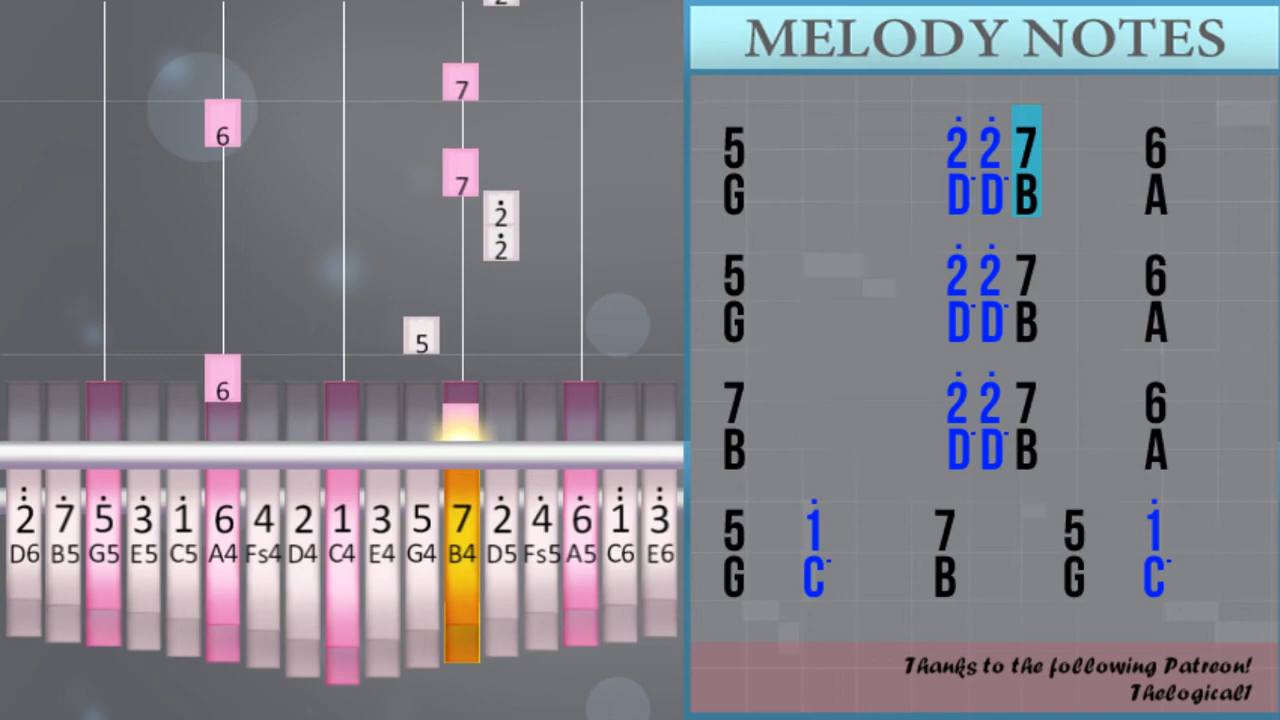 2
7
6
7
2̇
2̇
5
6
2̈ 7̇ 5̇ 3̇ 1̇ 6 4 2 1 3 5 7 2̇ 4̇ 6̇ 1̈ 3̈
D6 B5 G5 E5 C5 A4 Fs4 D4 C4 E4 G4 B4 D5 Fs5 A5 C6 E6
MELODY NOTES
5 2̇ 2̇ 7 6
G D· D· B A
5 2̇ 2̇ 7 6
G D· D· B A
7 2̇ 2̇ 7 6
B D· D· B A
5 1̇ 7 5 1̇
G C· B G C·
Thanks to the following Patreon!
Thelogical1